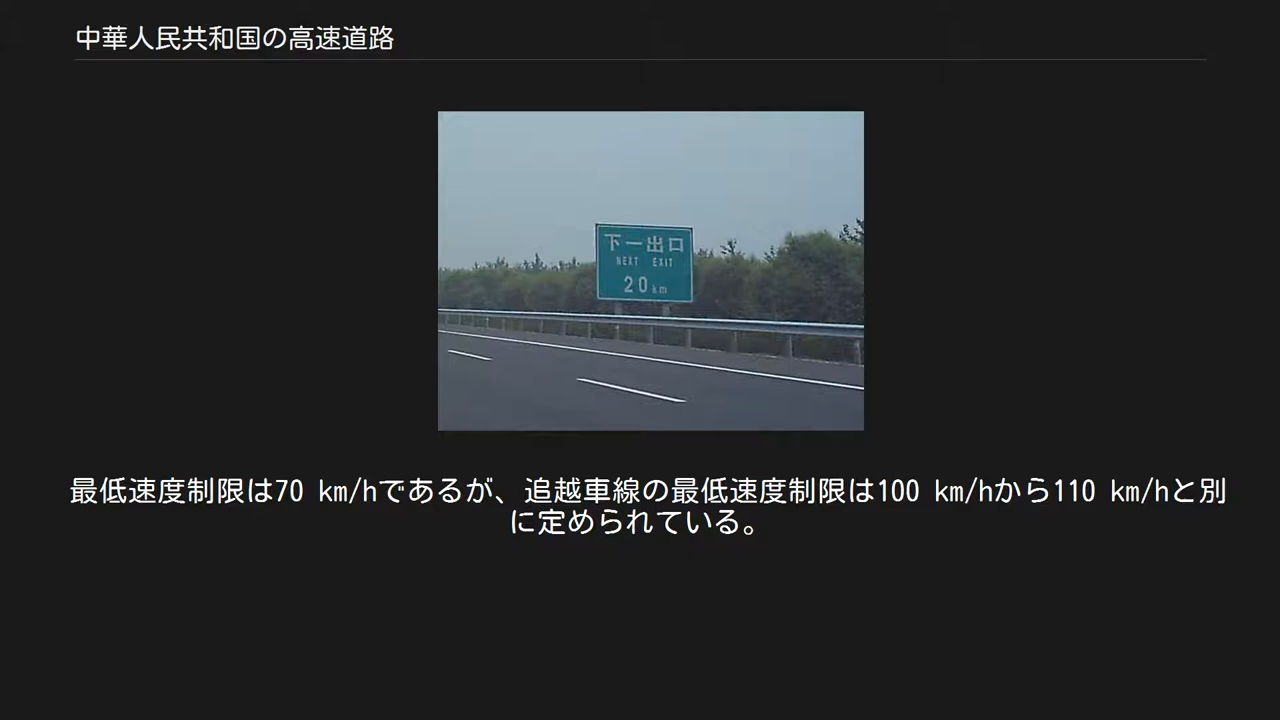 中華人民共和国の高速道路
下一出口
NEXT EXIT
20km
最低速度制限は70 km/hであるが、追越車線の最低速度制限は100 km/hから110 km/hと別
に定められている。